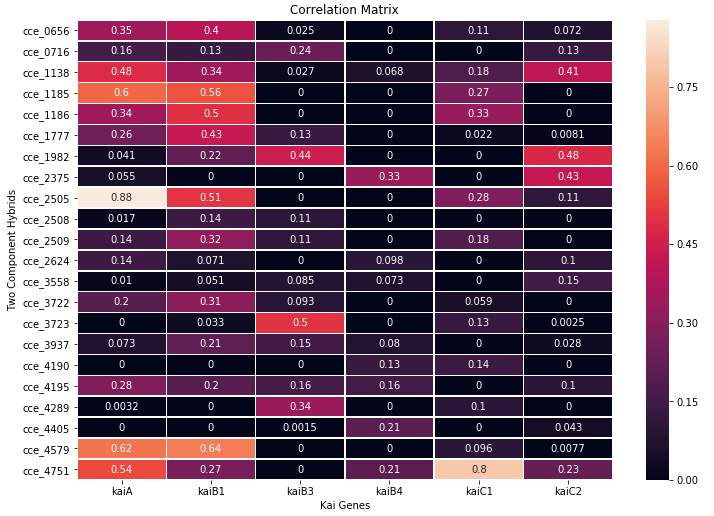 Correlation Matrix
cce_0656 0.35 0.4 0.025 0 0.11 0.072
cce_0716 0.16 0.13 0.24 0 0 0.13
cce_1138 0.48 0.34 0.027 0.068 0.18 0.41
cce_1185 0.6 0.56 0 0 0.27 0
cce_1186 0.34 0.5 0 0 0.33 0
cce_1777 0.26 0.43 0.13 0 0.022 0.0081
cce_1982 0.041 0.22 0.44 0 0 0.48
cce_2375 0.055 0 0 0.33 0 0.43
cce_2505 0.88 0.51 0 0 0.28 0.11
cce_2508 0.017 0.14 0.11 0 0 0
cce_2509 0.14 0.32 0.11 0 0.18 0
cce_2624 0.14 0.071 0 0.098 0 0.1
cce_3558 0.01 0.051 0.085 0.073 0 0.15
cce_3722 0.2 0.31 0.093 0 0.059 0
cce_3723 0 0.033 0.5 0 0.13 0.0025
cce_3937 0.073 0.21 0.15 0.08 0 0.028
cce_4190 0 0 0 0.13 0.14 0
cce_4195 0.28 0.2 0.16 0.16 0 0.1
cce_4289 0.0032 0 0.34 0 0.1 0
cce_4405 0 0 0.0015 0.21 0 0.043
cce_4579 0.62 0.64 0 0 0.096 0.0077
cce_4751 0.54 0.27 0 0.21 0.8 0.23
kaiA kaiB1 kaiB3 kaiB4 kaiC1 kaiC2
Kai Genes
Two Component Hybrids
0.75
0.60
0.45
0.30
0.15
0.00